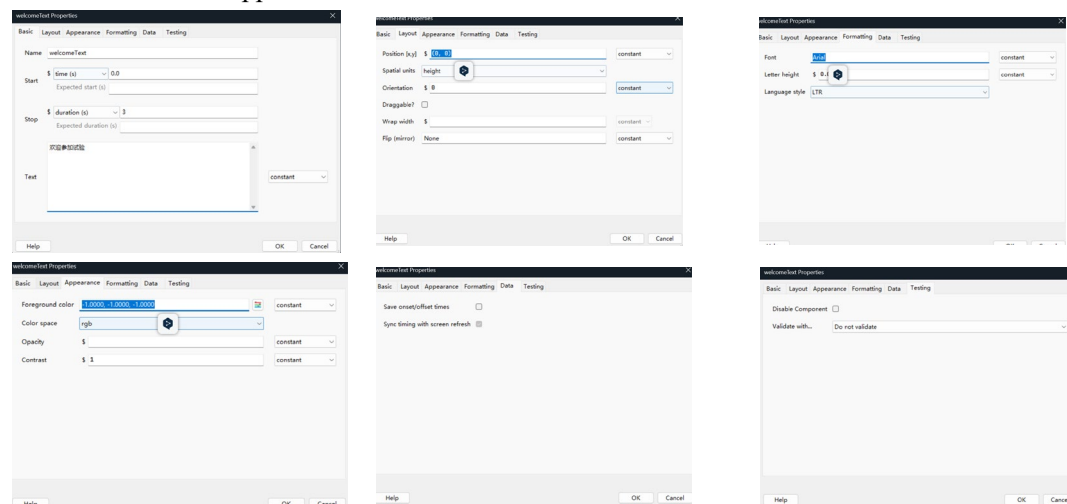 welcomeText Properties
Basic Layout Appearance Formatting Data Testing
Name welcomeText
Start $ time (s) 0.0
Expected start (s)
Stop $ duration (s) 3
Expected duration (s)
Text 欢迎参加试验 constant
Help OK Cancel
welcomeText Properties
Basic Layout Appearance Formatting Data Testing
Position [x,y] $ (0, 0) constant
Spatial units height
Orientation $ 0 constant
Draggable?
Wrap width $ constant
Flip (mirror) None constant
Help OK Cancel
welcomeText Properties
Basic Layout Appearance Formatting Data Testing
Font Arial constant
Letter height $ constant
Language style LTR
welcomeText Properties
Basic Layout Appearance Formatting Data Testing
Foreground color -1.0000, -1.0000, -1.0000 constant
Color space rgb
Opacity $ constant
Contrast $ 1 constant
Help OK Cancel
welcomeText Properties
Basic Layout Appearance Formatting Data Testing
Save onset/offset times
Sync timing with screen refresh
Help OK Cancel
welcomeText Properties
Basic Layout Appearance Formatting Data Testing
Disable Component
Validate with... Do not validate
Help OK